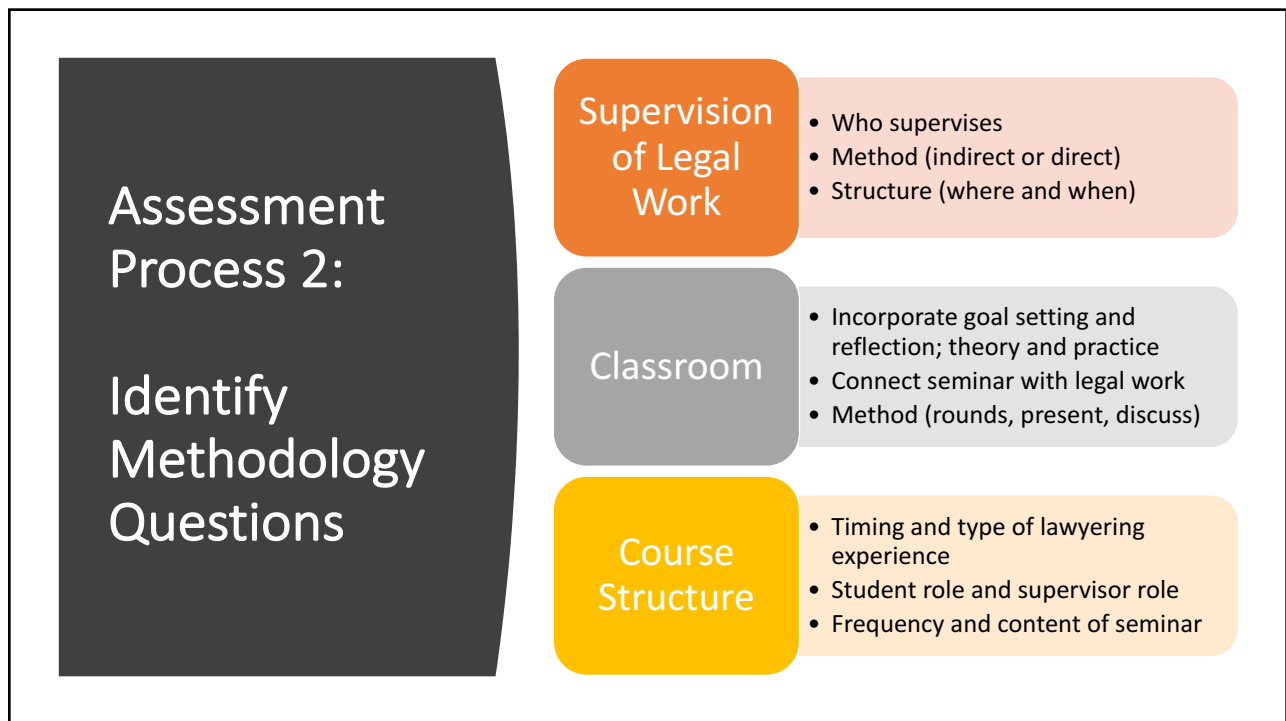 Assessment
Process 2:
Identify
Methodology
Questions
Supervision
of Legal
Work
• Who supervises
• Method (indirect or direct)
• Structure (where and when)
Classroom
• Incorporate goal setting and
reflection; theory and practice
• Connect seminar with legal work
• Method (rounds, present, discuss)
Course
Structure
• Timing and type of lawyering
experience
• Student role and supervisor role
• Frequency and content of seminar